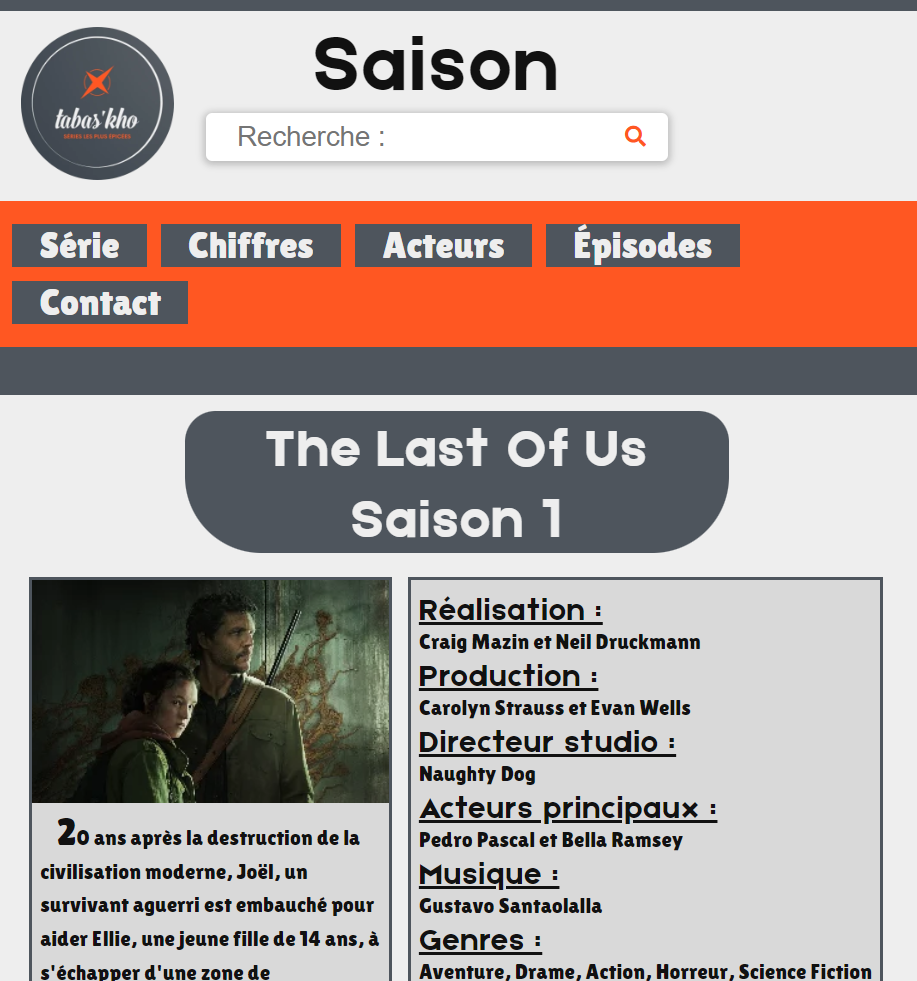 Saison
tabas'kho
SÉRIES LES PLUS ÉPICÉES
Recherche :
Série
Chiffres
Acteurs
Épisodes
Contact
The Last Of Us
Saison 1
20 ans après la destruction de la
civilisation moderne, Joël, un
survivant aguerri est embauché pour
aider Ellie, une jeune fille de 14 ans, à
s'échapper d'une zone de
Réalisation :
Craig Mazin et Neil Druckmann
Production :
Carolyn Strauss et Evan Wells
Directeur studio :
Naughty Dog
Acteurs principaux :
Pedro Pascal et Bella Ramsey
Musique :
Gustavo Santaolalla
Genres :
Aventure, Drame, Action, Horreur, Science Fiction